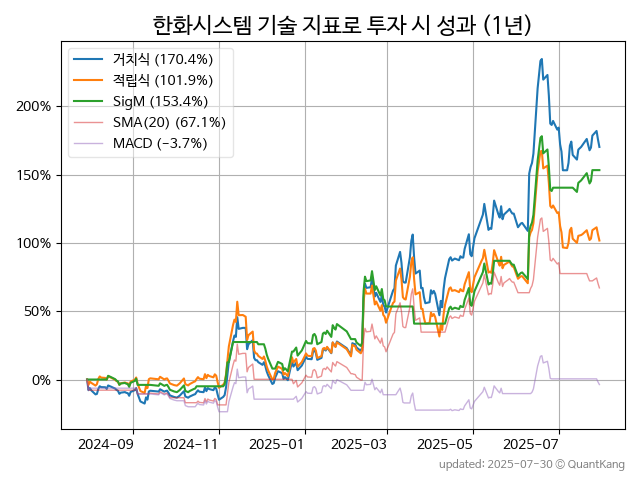 한화시스템 기술 지표로 투자 시 성과 (1년)
거치식 (170.4%)
적립식 (101.9%)
SigM (153.4%)
SMA(20) (67.1%)
MACD (−3.7%)
200%
150%
100%
50%
0%
2024-09 2024-11 2025-01 2025-03 2025-05 2025-07
updated: 2025-07-30 © QuantKang